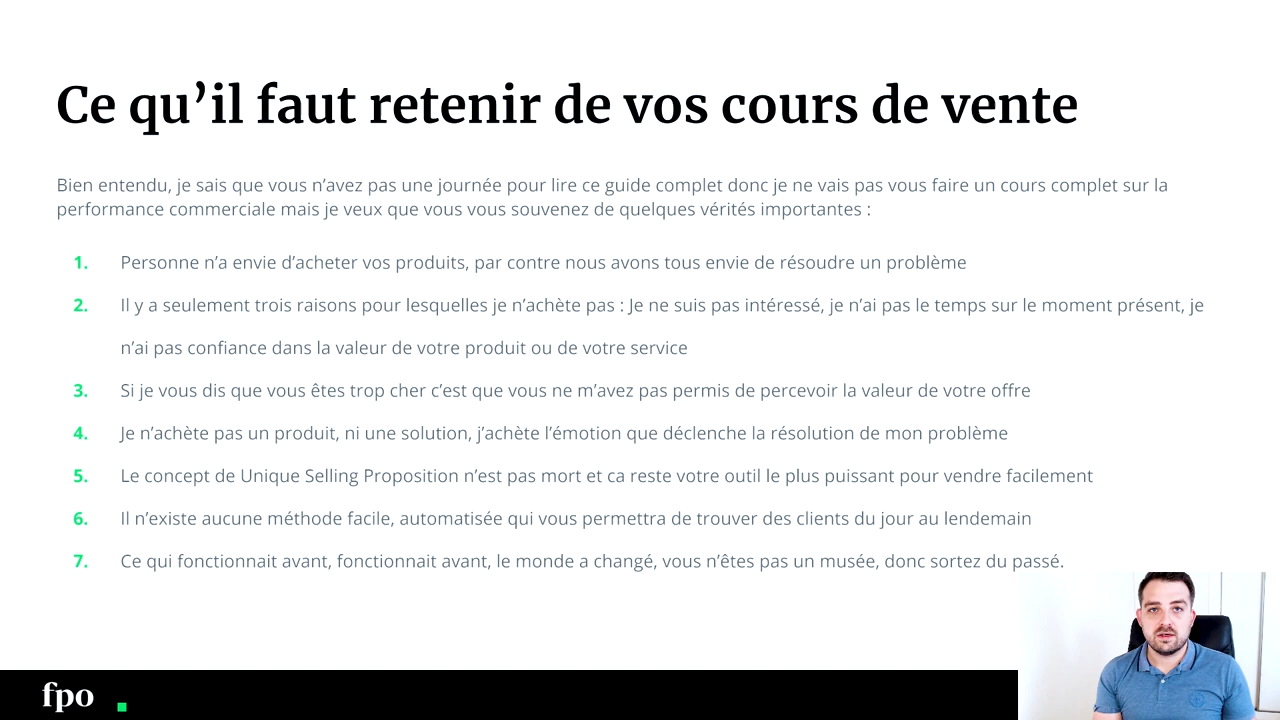 Ce qu’il faut retenir de vos cours de vente
Bien entendu, je sais que vous n’avez pas une journée pour lire ce guide complet donc je ne vais pas vous faire un cours complet sur la
performance commerciale mais je veux que vous vous souvenez de quelques vérités importantes :
1. Personne n’a envie d’acheter vos produits, par contre nous avons tous envie de résoudre un problème
2. Il y a seulement trois raisons pour lesquelles je n’achète pas : Je ne suis pas intéressé, je n’ai pas le temps sur le moment présent, je
n’ai pas confiance dans la valeur de votre produit ou de votre service
3. Si je vous dis que vous êtes trop cher c’est que vous ne m’avez pas permis de percevoir la valeur de votre offre
4. Je n’achète pas un produit, ni une solution, j’achète l’émotion que déclenche la résolution de mon problème
5. Le concept de Unique Selling Proposition n’est pas mort et ca reste votre outil le plus puissant pour vendre facilement
6. Il n’existe aucune méthode facile, automatisée qui vous permettra de trouver des clients du jour au lendemain
7. Ce qui fonctionnait avant, fonctionnait avant, le monde a changé, vous n’êtes pas un musée, donc sortez du passé.
fpo